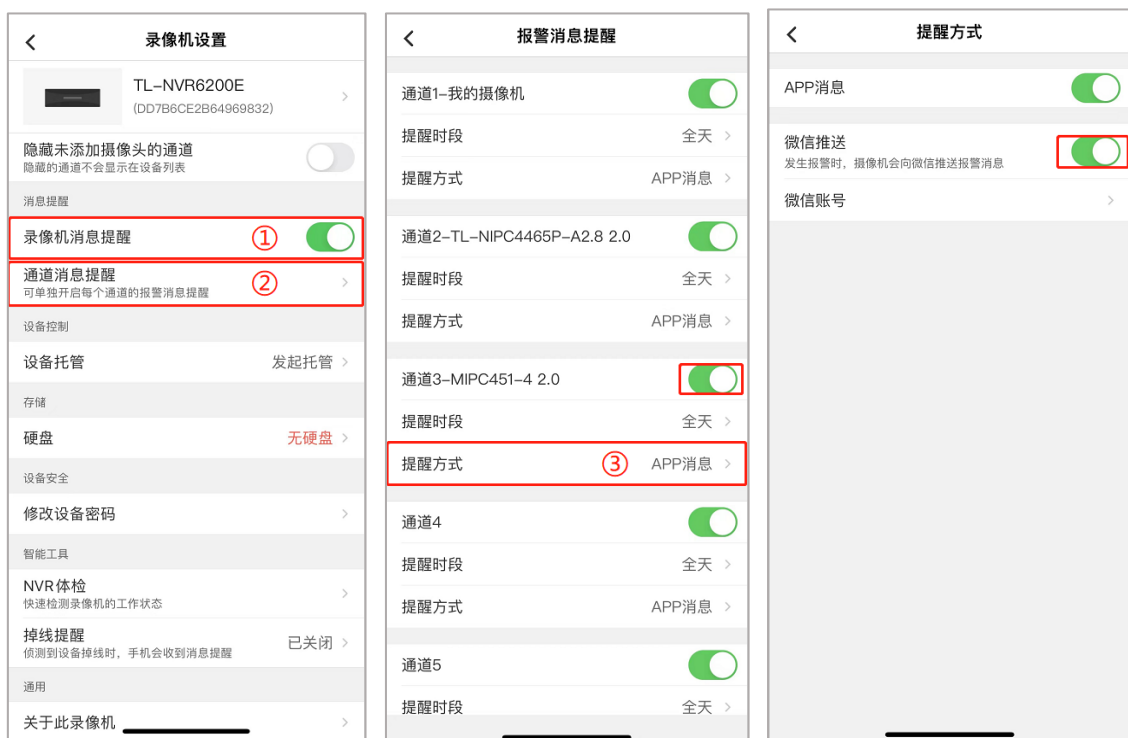 录像机设置
TL-NVR6200E
(DD7B6CE2B64969832)
隐藏未添加摄像头的通道
隐藏的通道不会显示在设备列表
消息提醒
录像机消息提醒 ①
通道消息提醒 ②
可单独开启每个通道的报警消息提醒
设备控制
设备托管 发起托管
存储
硬盘 无硬盘
设备安全
修改设备密码
智能工具
NVR体检
快速检测录像机的工作状态
掉线提醒 已关闭
侦测到设备掉线时，手机会收到消息提醒
通用
关于此录像机
报警消息提醒
通道1-我的摄像机
提醒时段 全天
提醒方式 APP消息
通道2-TL-NIPC4465P-A2.8 2.0
提醒时段 全天
提醒方式 APP消息
通道3-MIPC451-4 2.0
提醒时段 全天
提醒方式 ③ APP消息
通道4
提醒时段 全天
提醒方式 APP消息
通道5
提醒时段 全天
提醒方式
APP消息
微信推送
发生报警时，摄像机会向微信推送报警消息
微信账号